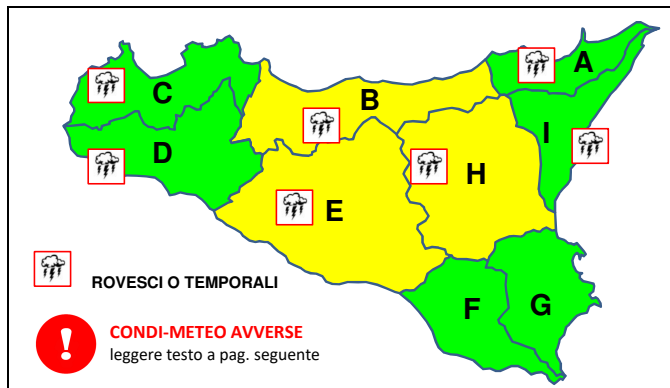 A
C
B
I
D
H
E
F
G
ROVESCI O TEMPORALI
!
CONDI-METEO AVVERSE
leggere testo a pag. seguente